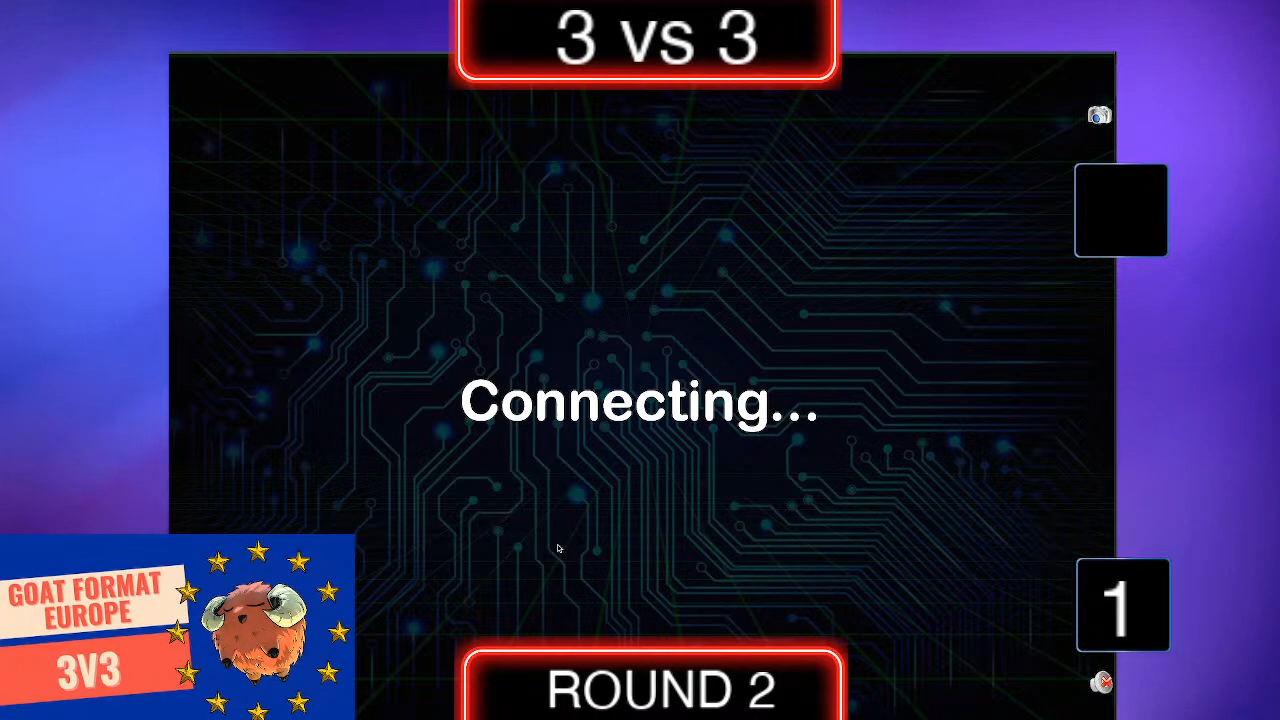 3 vs 3
Connecting...
1
GOAT FORMAT
EUROPE
3V3
ROUND 2